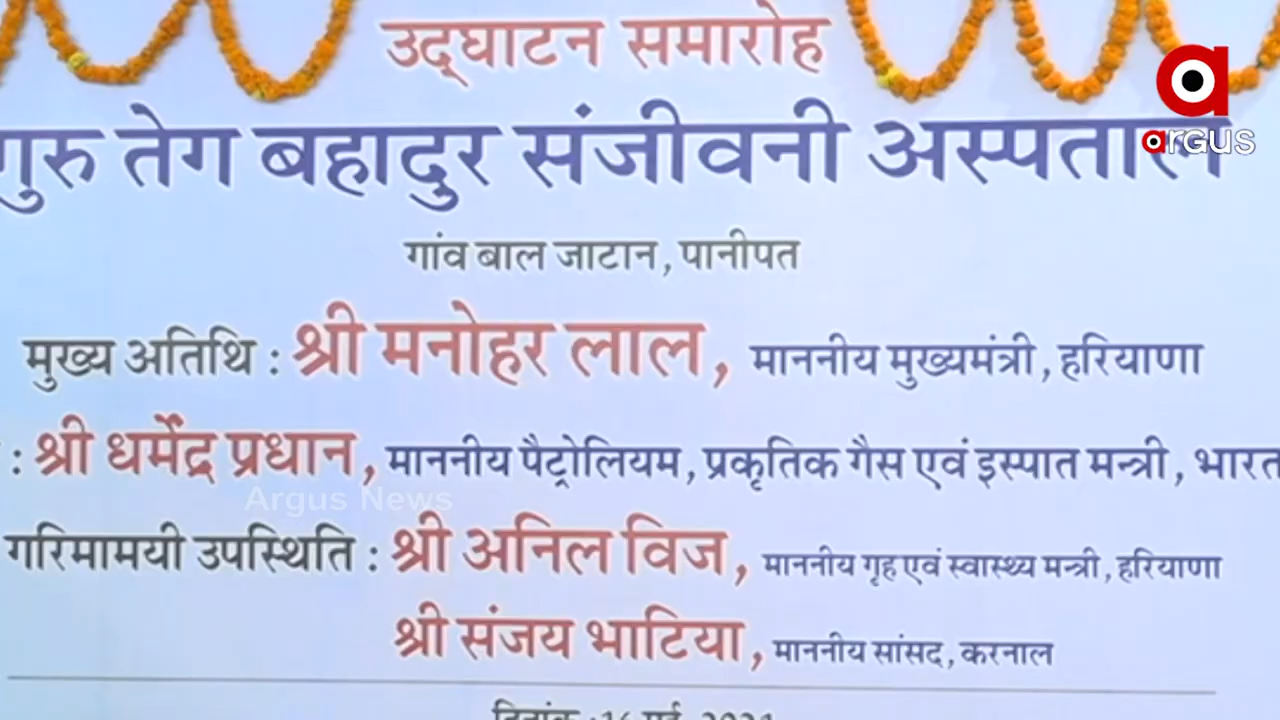 उद्घाटन समारोह
argus
गुरु तेग बहादुर संजीवनी अस्पताल
गांव बाल जाटान, पानीपत
मुख्य अतिथि : श्री मनोहर लाल, माननीय मुख्यमंत्री, हरियाणा
: श्री धर्मेंद्र प्रधान, माननीय पैट्रोलियम, प्रकृतिक गैस एवं इस्पात मन्त्री, भारत
Argus News
गरिमामयी उपस्थिति : श्री अनिल विज, माननीय गृह एवं स्वास्थ्य मन्त्री, हरियाणा
श्री संजय भाटिया, माननीय सांसद, करनाल